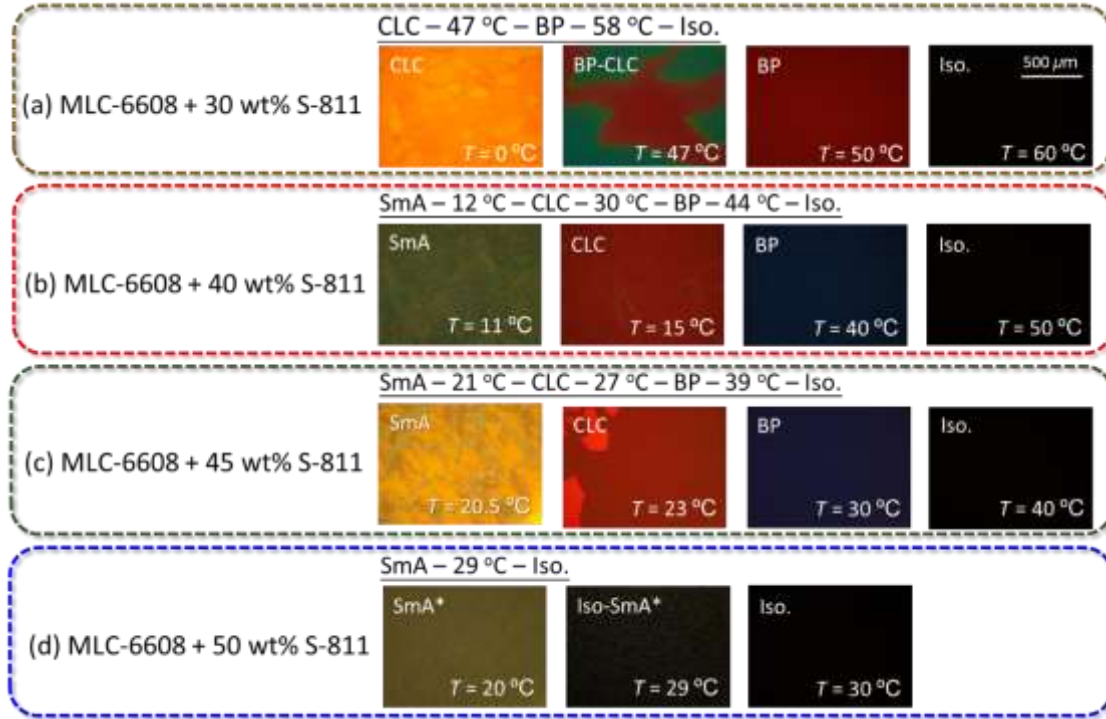 CLC – 47 °C – BP – 58 °C – Iso.
(a) MLC-6608 + 30 wt% S-811
CLC
T = 0 °C
BP-CLC
T = 47 °C
BP
T = 50 °C
Iso.
500 µm
T = 60 °C
SmA – 12 °C – CLC – 30 °C – BP – 44 °C – Iso.
(b) MLC-6608 + 40 wt% S-811
SmA
T = 11 °C
CLC
T = 15 °C
BP
T = 40 °C
Iso.
T = 50 °C
SmA – 21 °C – CLC – 27 °C – BP – 39 °C – Iso.
(c) MLC-6608 + 45 wt% S-811
SmA
T = 20.5 °C
CLC
T = 23 °C
BP
T = 30 °C
Iso.
T = 40 °C
SmA – 29 °C – Iso.
(d) MLC-6608 + 50 wt% S-811
SmA*
T = 20 °C
Iso-SmA*
T = 29 °C
Iso.
T = 30 °C